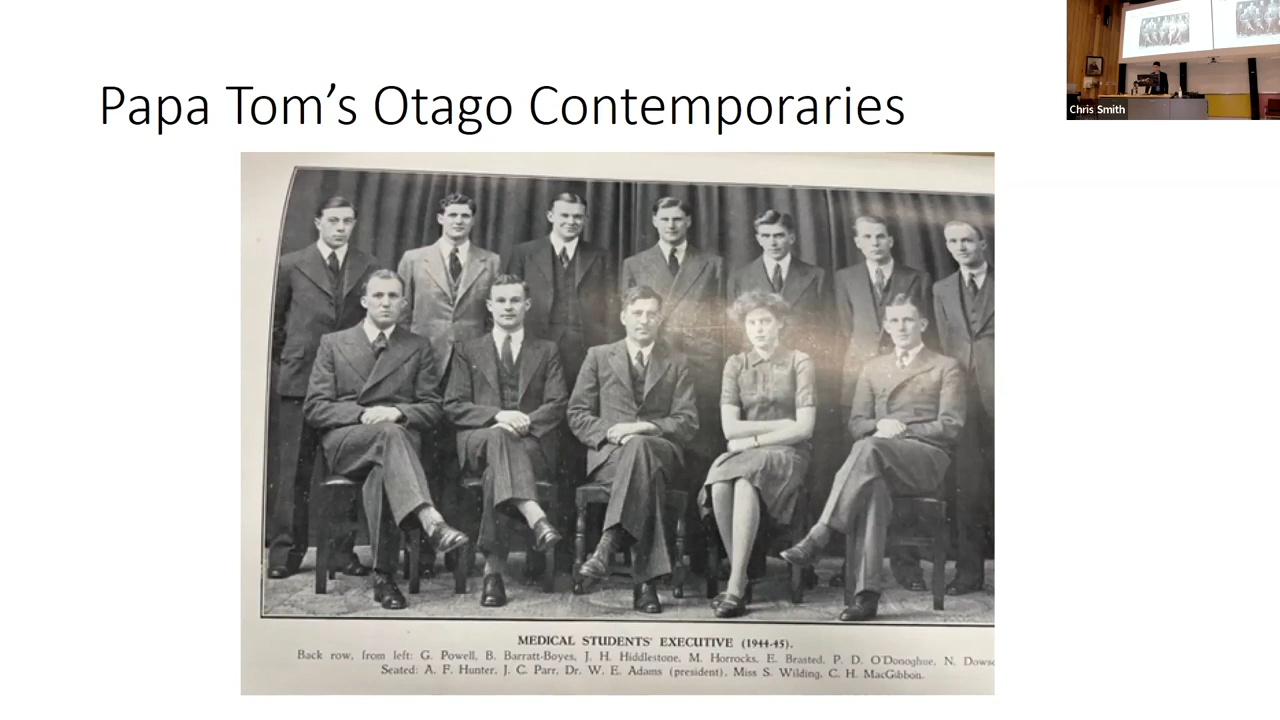 Papa Tom's Otago Contemporaries
Chris Smith
MEDICAL STUDENTS' EXECUTIVE (1944-45).
Back row, from left: G. Powell, B. Barratt-Boyes, J. H. Hiddlestone, M. Horrocks, E. Brasted, P. D. O'Donoghue, N.
Seated: A. F. Hunter, J. C. Parr, Dr. W. E. Adams (president), Miss S. Wilding, C. H. MacGibbon.